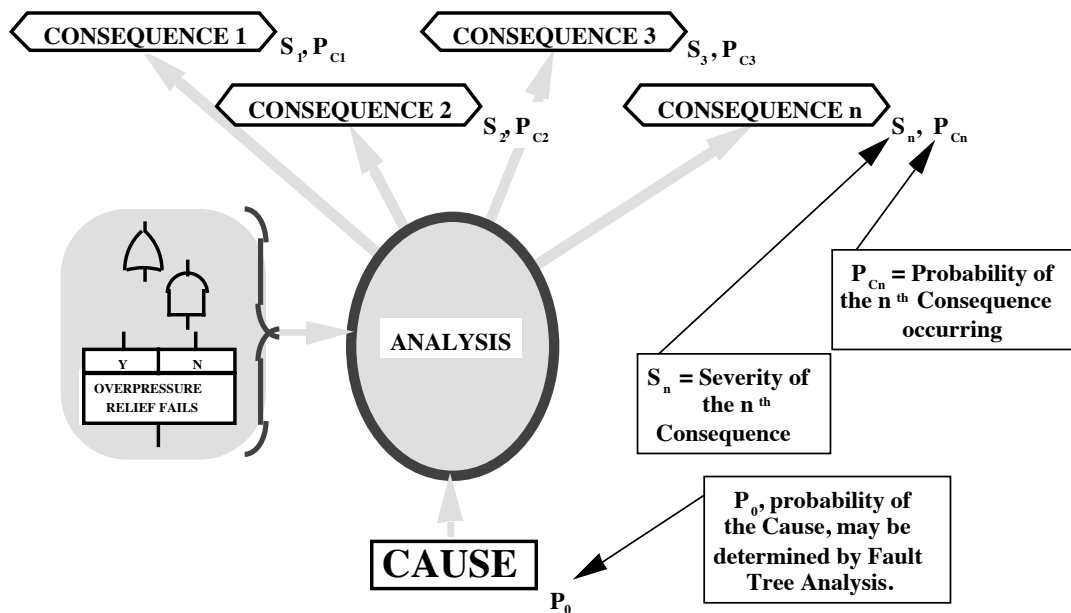 CONSEQUENCE 1
S1, PC1
CONSEQUENCE 3
S3, PC3
CONSEQUENCE 2
S2, PC2
CONSEQUENCE n
Sn, PCn
PCn = Probability of
the n th Consequence
occurring
ANALYSIS
Y N
OVERPRESSURE
RELIEF FAILS
Sn = Severity of
the n th
Consequence
P0, probability of
the Cause, may be
determined by Fault
Tree Analysis.
CAUSE
P0